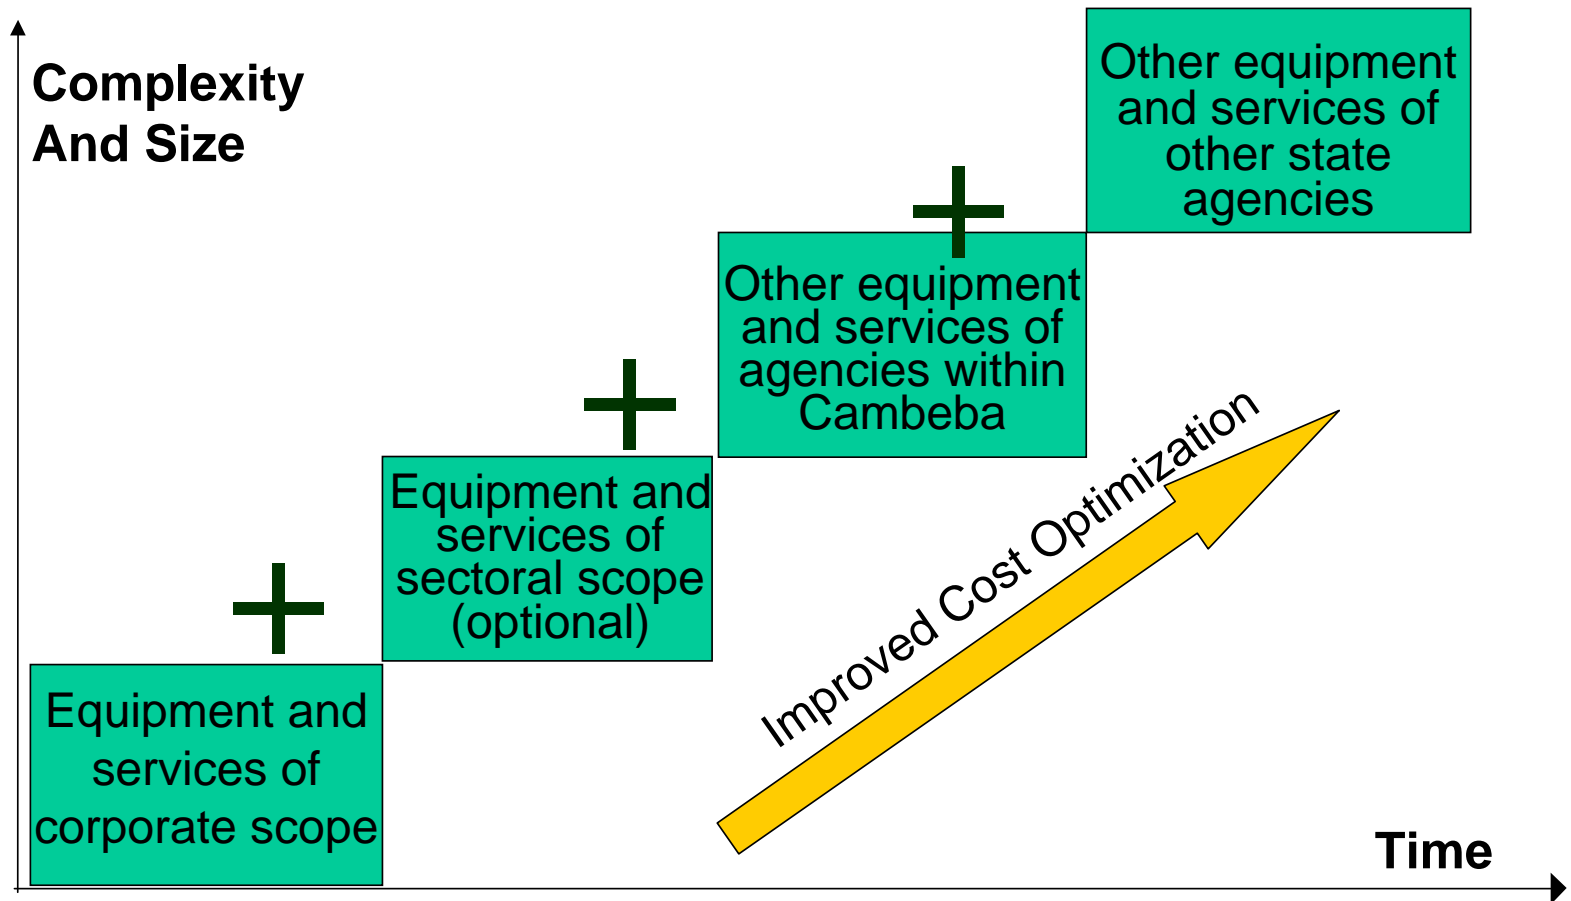 Complexity
And Size
Other equipment
and services of
other state
agencies
Other equipment
and services of
agencies within
Cambeba
Equipment and
services of
sectoral scope
(optional)
Equipment and
services of
corporate scope
Improved Cost Optimization
Time